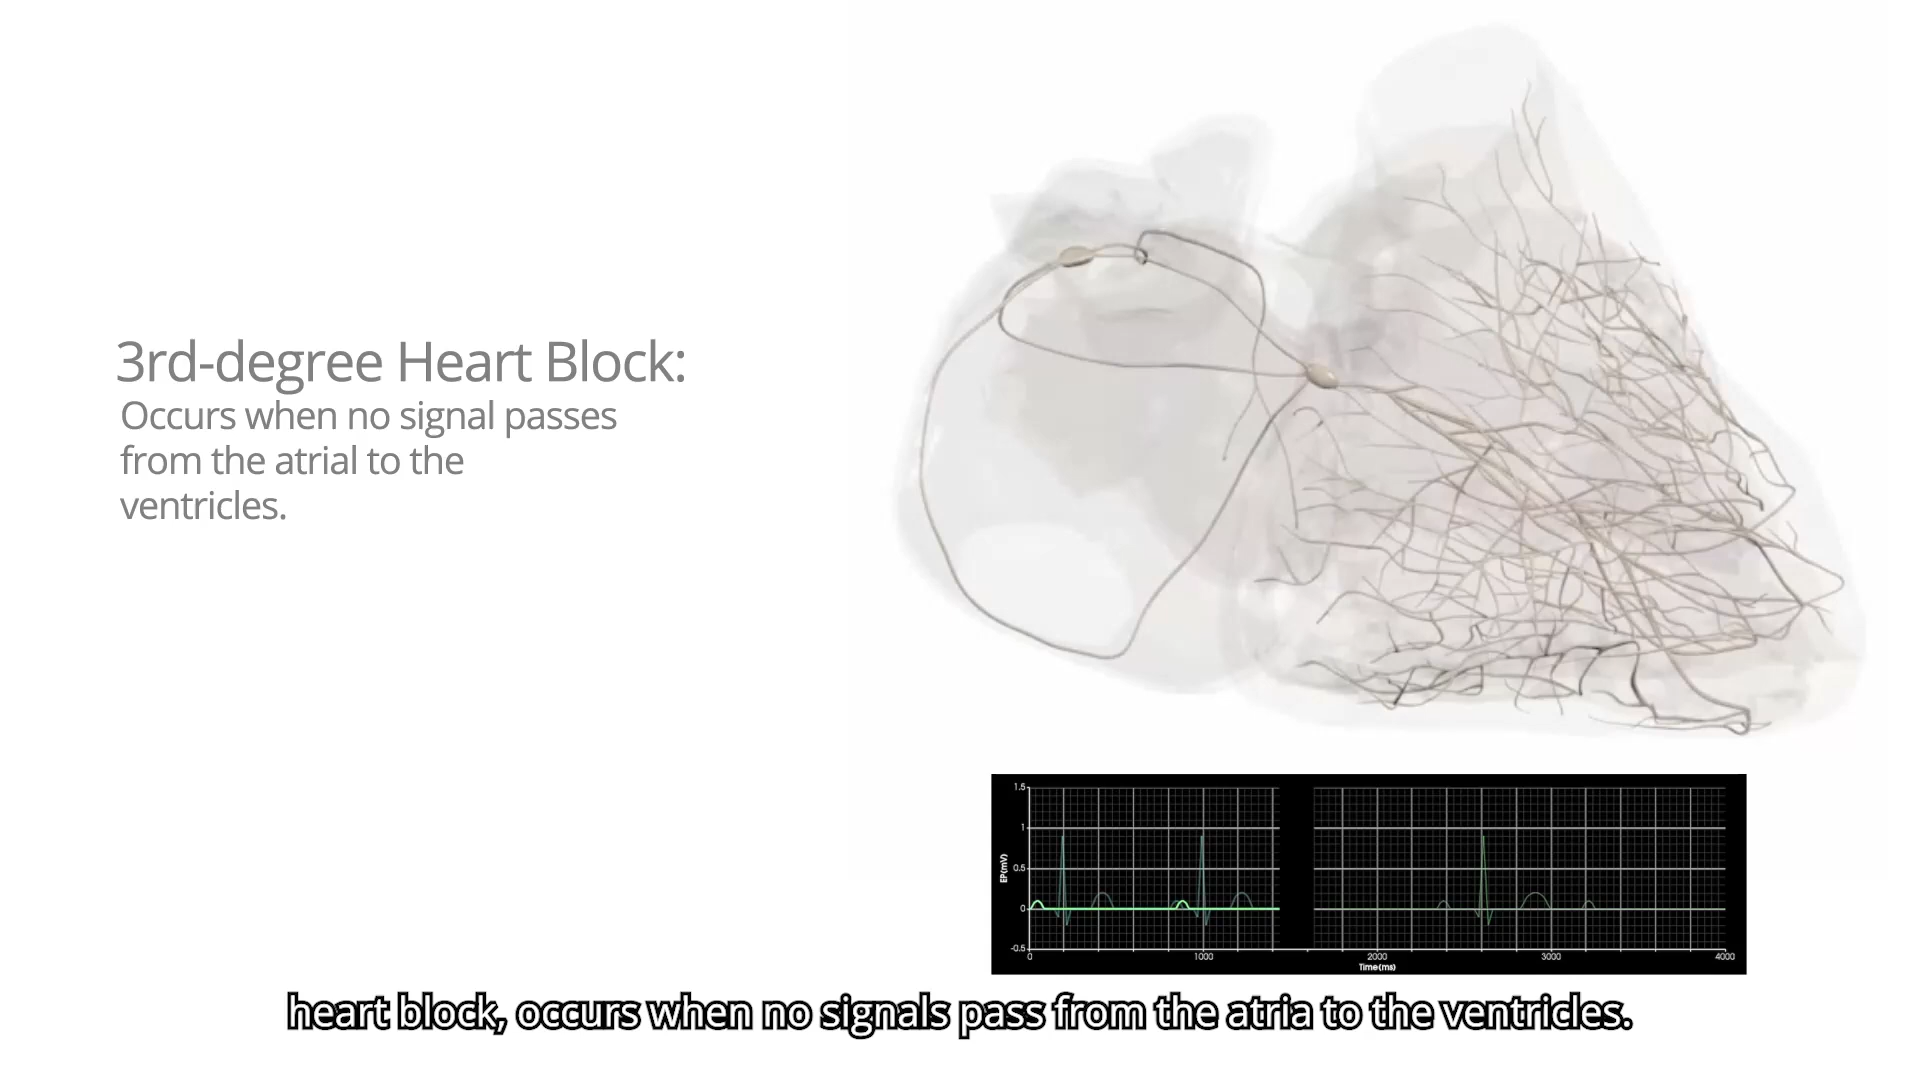 3rd-degree Heart Block:
Occurs when no signal passes
from the atrial to the
ventricles.
1.5
1
0.5
0
-0.5
EP(mV)
0 1000 2000 3000 4000
Time(ms)
heart block, occurs when no signals pass from the atria to the ventricles.